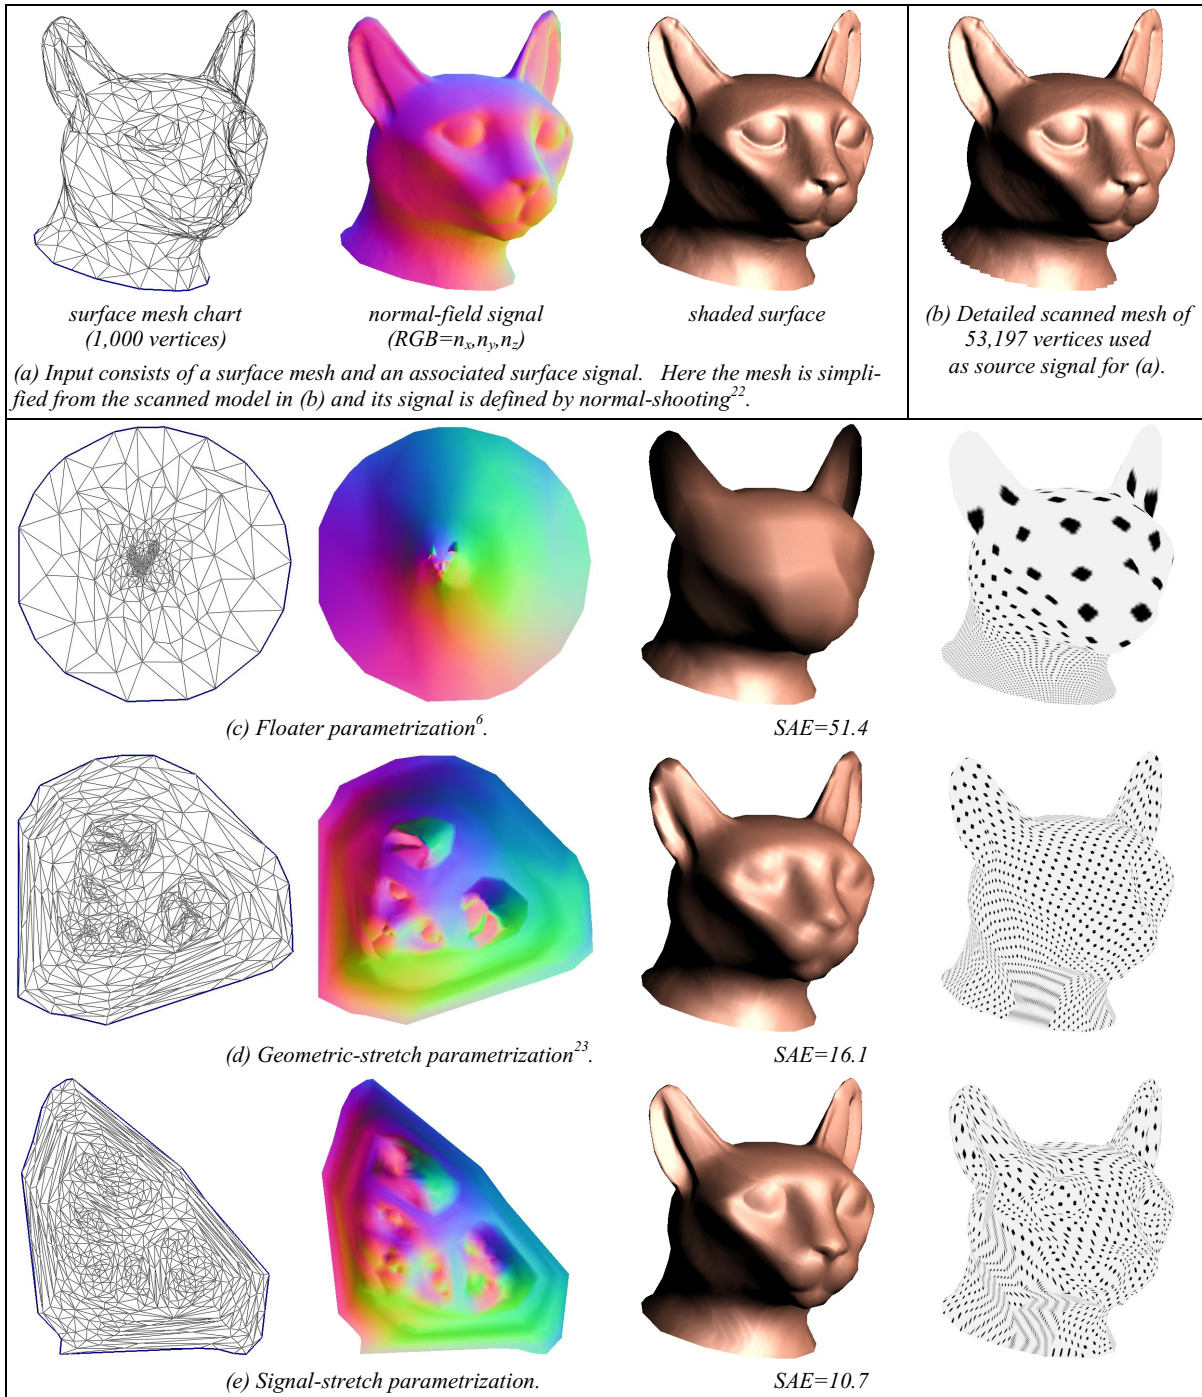 surface mesh chart
(1,000 vertices)
normal-field signal
(RGB=nx,ny,nz)
shaded surface
(a) Input consists of a surface mesh and an associated surface signal. Here the mesh is simpli-
fied from the scanned model in (b) and its signal is defined by normal-shooting22.
(b) Detailed scanned mesh of
53,197 vertices used
as source signal for (a).
(c) Floater parametrization6.
SAE=51.4
(d) Geometric-stretch parametrization23.
SAE=16.1
(e) Signal-stretch parametrization.
SAE=10.7